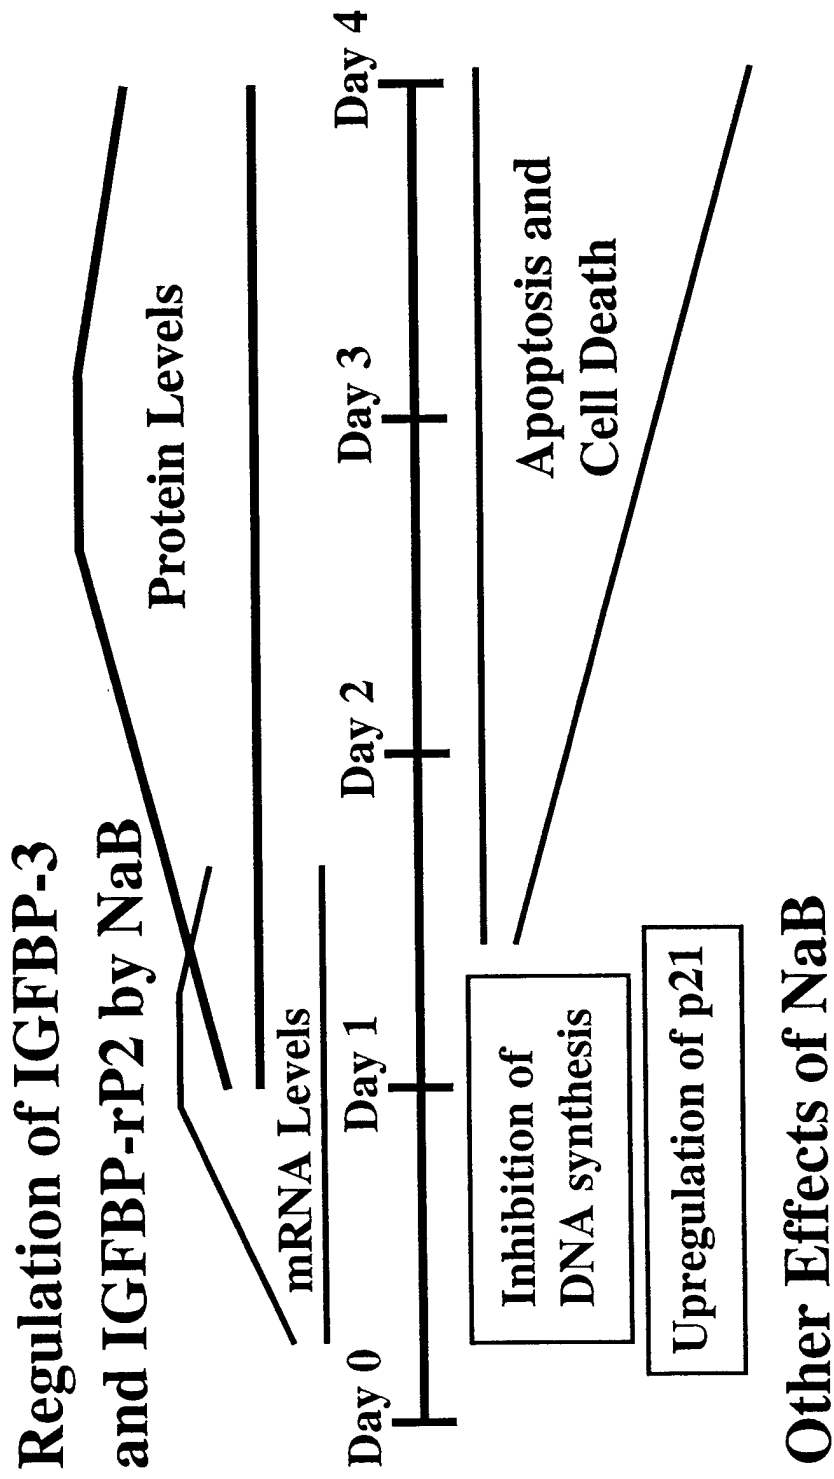 Regulation of IGFBP-3
and IGFBP-rP2 by NaB
Protein Levels
mRNA Levels
Day 0
Day 1
Day 2
Day 3
Day 4
Inhibition of
DNA synthesis
Apoptosis and
Cell Death
Upregulation of p21
Other Effects of NaB